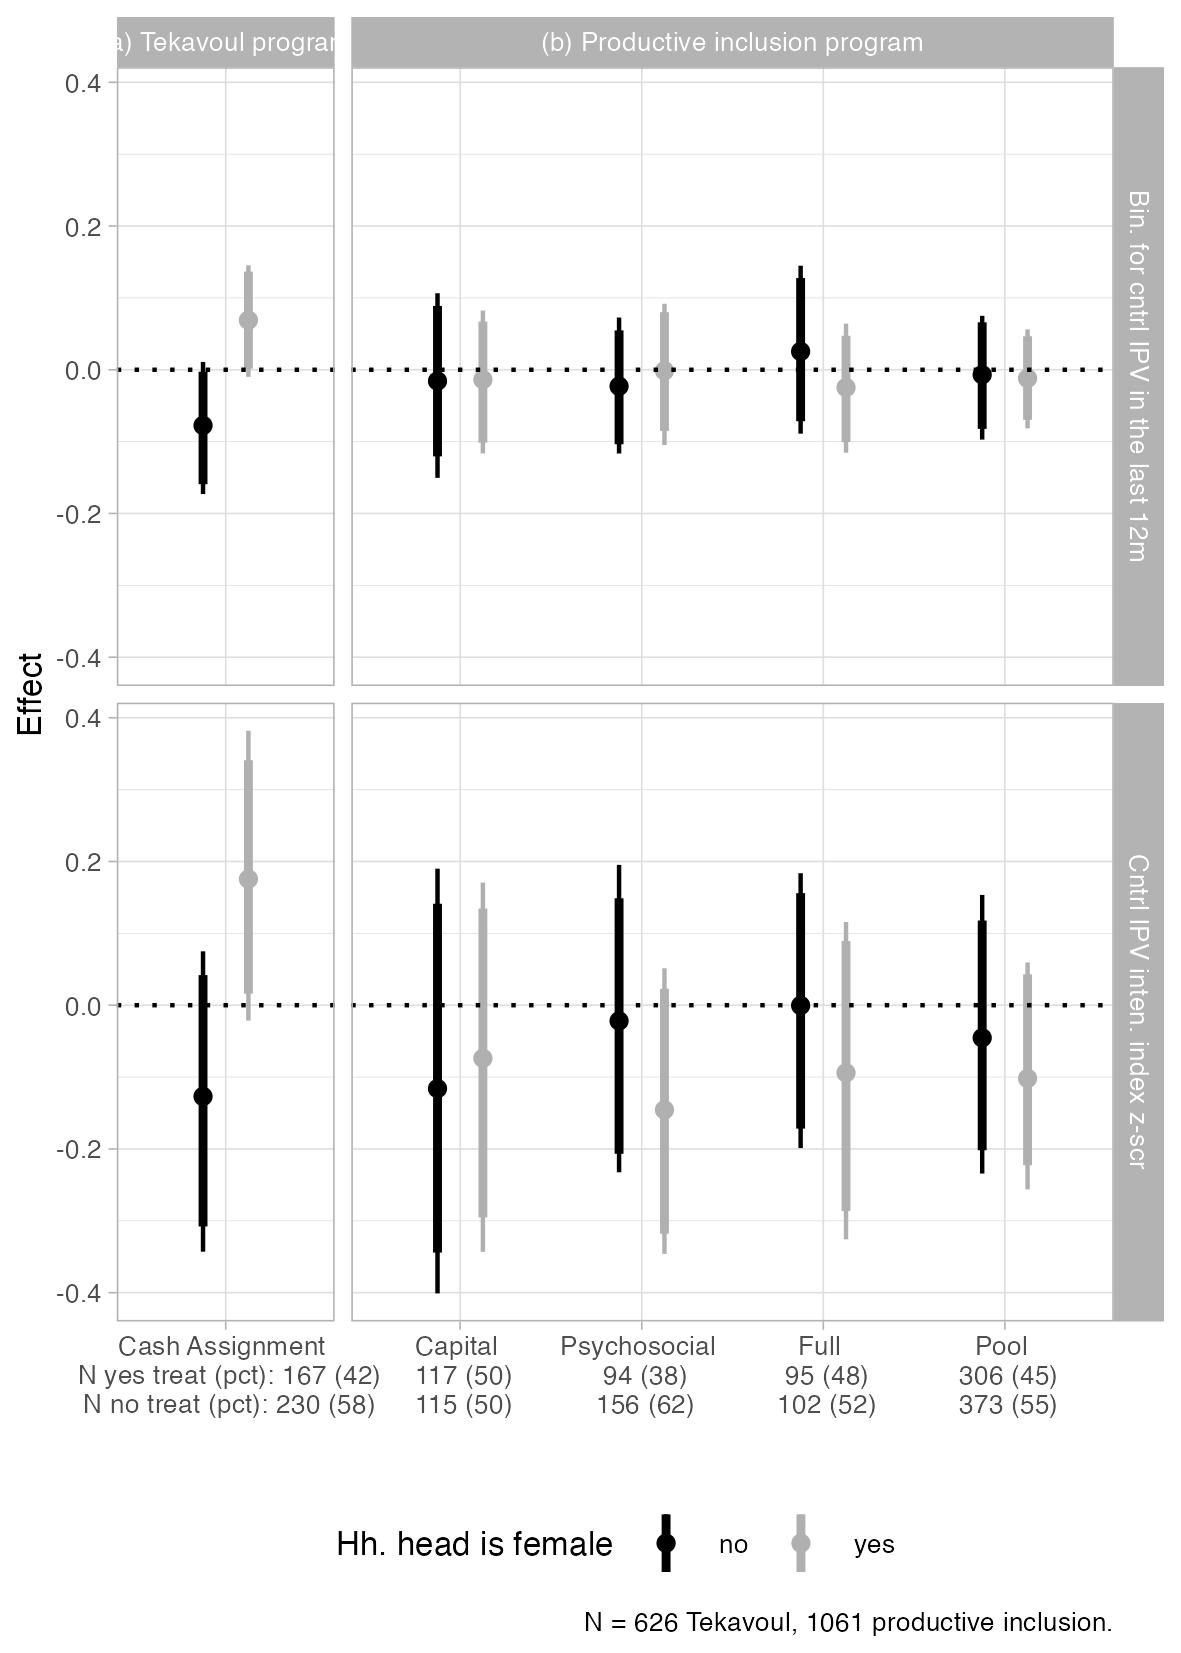 a) Tekavoul program
(b) Productive inclusion program
0.4
0.2
0.0
-0.2
-0.4
Bin. for cntrl IPV in the last 12m
Effect
0.4
0.2
0.0
-0.2
-0.4
Cntrl IPV inten. index z-scr
Cash Assignment Capital Psychosocial Full Pool
N yes treat (pct): 167 (42) 117 (50) 94 (38) 95 (48) 306 (45)
N no treat (pct): 230 (58) 115 (50) 156 (62) 102 (52) 373 (55)
Hh. head is female no yes
N = 626 Tekavoul, 1061 productive inclusion.